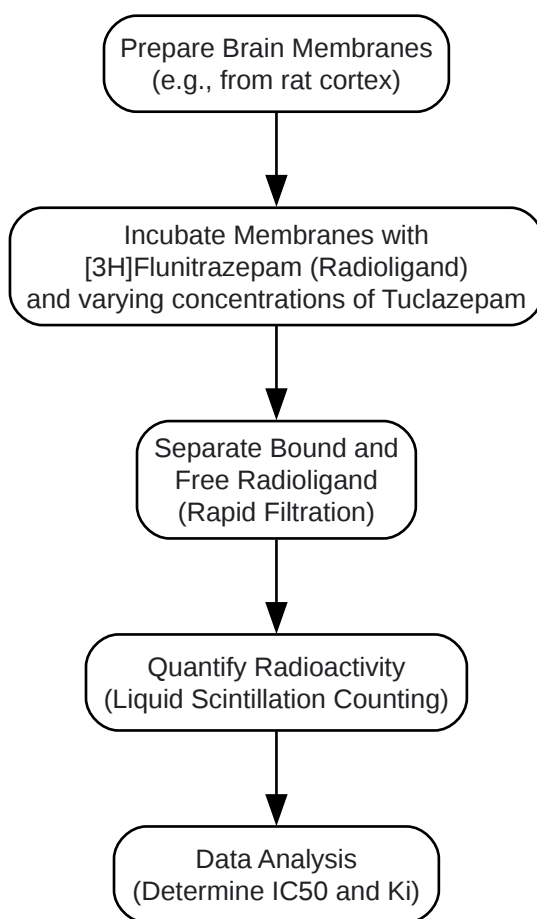 Prepare Brain Membranes
(e.g., from rat cortex)
Incubate Membranes with
[3H]Flunitrazepam (Radioligand)
and varying concentrations of Tuclazepam
Separate Bound and
Free Radioligand
(Rapid Filtration)
Quantify Radioactivity
(Liquid Scintillation Counting)
Data Analysis
(Determine IC50 and Ki)